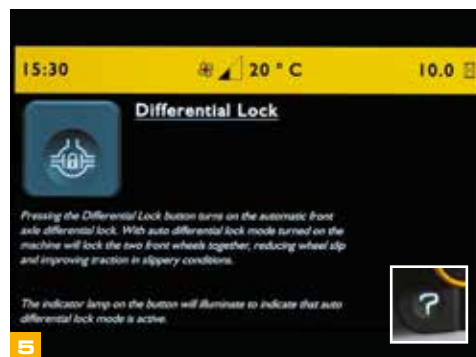 15:30 20 ° C 10.0
Differential Lock
Pressing the Differential Lock button turns on the automatic front
axle differential lock. With auto differential lock mode turned on the
machine will lock the two front wheels together, reducing wheel slip
and improving traction in slippery conditions.
The indicator lamp on the button will illuminate to indicate that auto
differential lock mode is active.
?
5